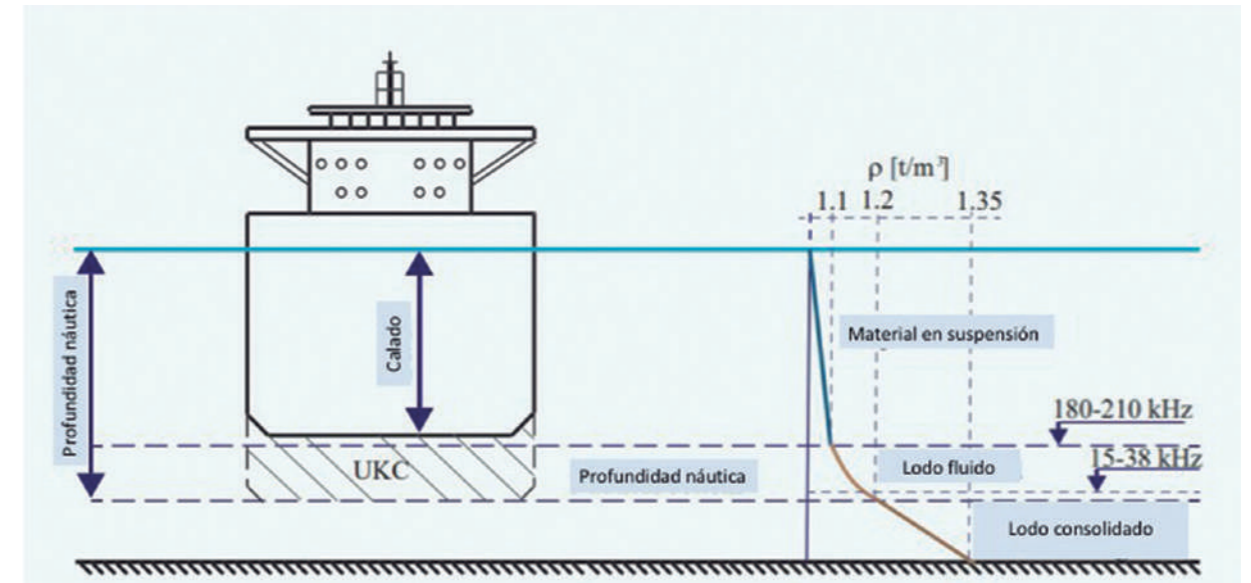 ρ [t/m³]
1.1 1.2 1.35
Profundidad náutica
Calado
Material en suspensión
180-210 kHz
15-38 kHz
UKC
Profundidad náutica
Lodo fluido
Lodo consolidado